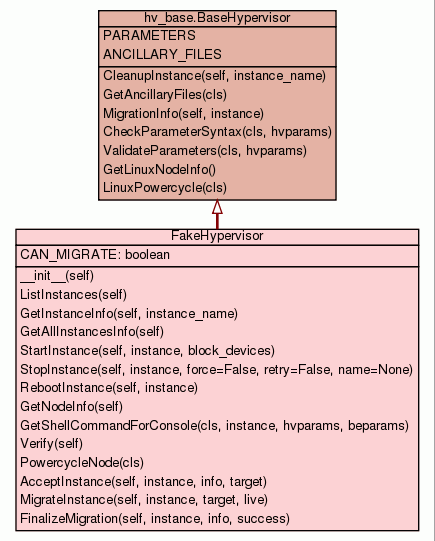 hv_base.BaseHypervisor
PARAMETERS
ANCILLARY_FILES
CleanupInstance(self, instance_name)
GetAncillaryFiles(cls)
MigrationInfo(self, instance)
CheckParameterSyntax(cls, hvparams)
ValidateParameters(cls, hvparams)
GetLinuxNodeInfo()
LinuxPowercycle(cls)
FakeHypervisor
CAN_MIGRATE: boolean
__init__(self)
ListInstances(self)
GetInstanceInfo(self, instance_name)
GetAllInstancesInfo(self)
StartInstance(self, instance, block_devices)
StopInstance(self, instance, force=False, retry=False, name=None)
RebootInstance(self, instance)
GetNodeInfo(self)
GetShellCommandForConsole(cls, instance, hvparams, beparams)
Verify(self)
PowercycleNode(cls)
AcceptInstance(self, instance, info, target)
MigrateInstance(self, instance, target, live)
FinalizeMigration(self, instance, info, success)